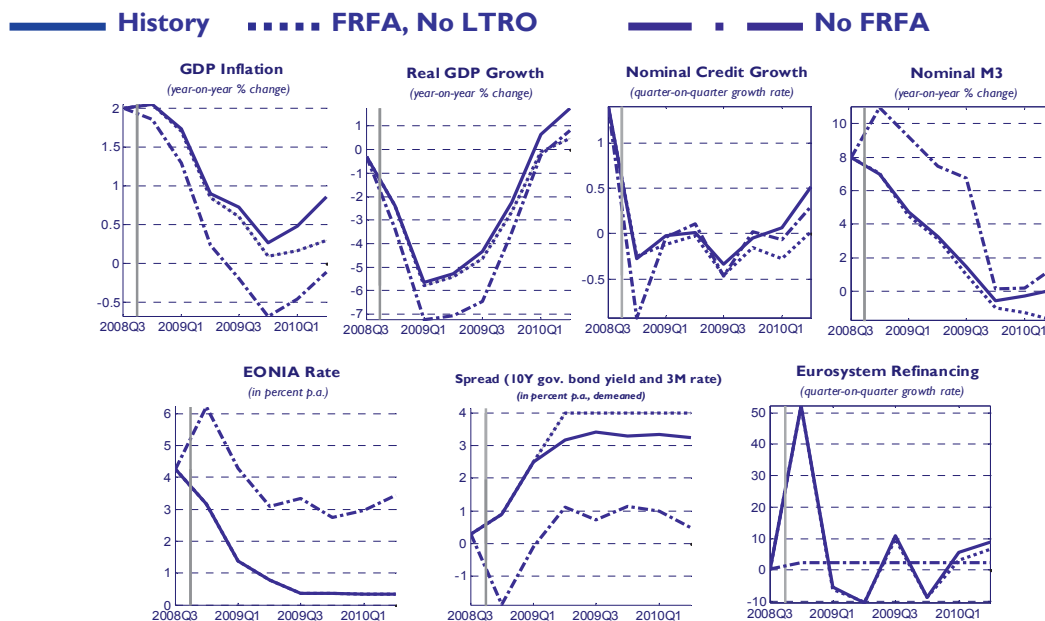 History FRFA, No LTRO No FRFA
GDP Inflation
(year-on-year % change)
2
1.5
1
0.5
0
-0.5
2008Q3 2009Q1 2009Q3 2010Q1
Real GDP Growth
(year-on-year % change)
1
0
-1
-2
-3
-4
-5
-6
-7
2008Q3 2009Q1 2009Q3 2010Q1
Nominal Credit Growth
(quarter-on-quarter growth rate)
1
0.5
0
-0.5
2008Q3 2009Q1 2009Q3 2010Q1
Nominal M3
(year-on-year % change)
10
8
6
4
2
0
2008Q3 2009Q1 2009Q3 2010Q1
EONIA Rate
(in percent p.a.)
6
5
4
3
2
1
0
2008Q3 2009Q1 2009Q3 2010Q1
Spread (10Y gov. bond yield and 3M rate)
(in percent p.a., demeaned)
4
3
2
1
0
-1
2008Q3 2009Q1 2009Q3 2010Q1
Eurosystem Refinancing
(quarter-on-quarter growth rate)
50
40
30
20
10
0
-10
2008Q3 2009Q1 2009Q3 2010Q1